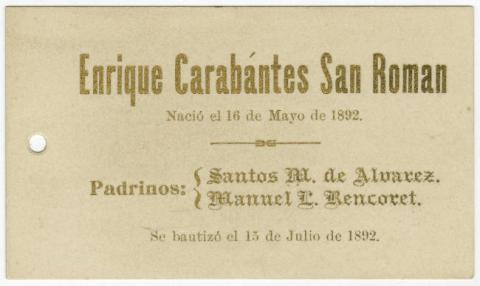 Enrique Carabántes San Roman
Nació el 16 de Mayo de 1892.
Padrinos: { Santos M. de Alvarez.
Manuel L. Rencoret.
Se bautizó el 15 de Julio de 1892.